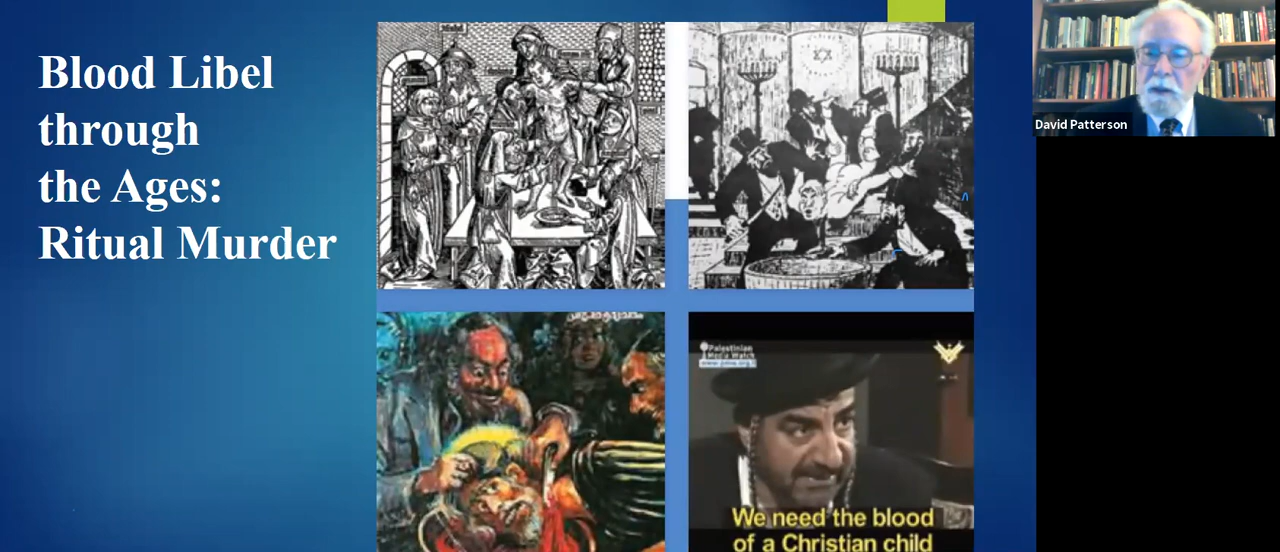 Blood Libel
through
the Ages:
Ritual Murder
David Patterson
Palestinian
Media Watch
We need the blood
of a Christian child